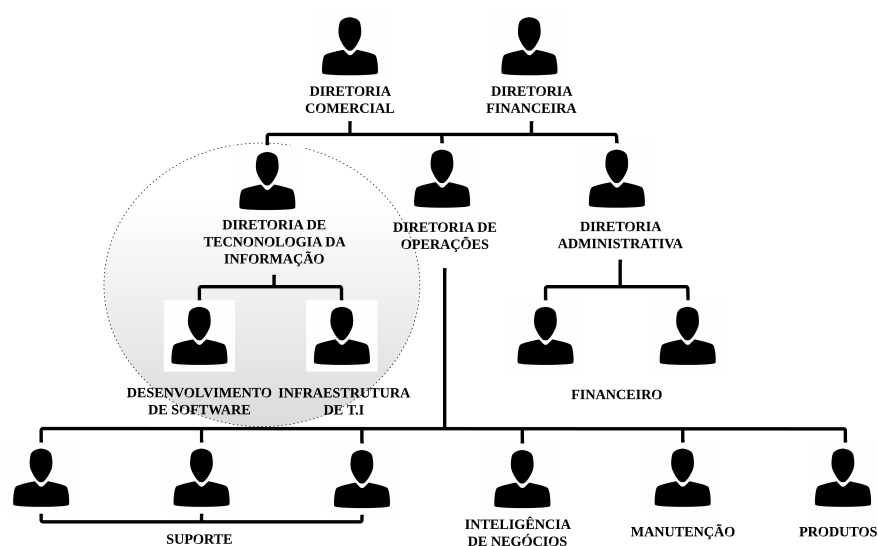 DIRETORIA
COMERCIAL
DIRETORIA
FINANCEIRA
DIRETORIA DE
TECNONOLOGIA DA
INFORMAÇÃO
DIRETORIA DE
OPERAÇÕES
DIRETORIA
ADMINISTRATIVA
DESENVOLVIMENTO
DE SOFTWARE
INFRAESTRUTURA
DE T.I
FINANCEIRO
SUPORTE
INTELIGÊNCIA
DE NEGÓCIOS
MANUTENÇÃO
PRODUTOS